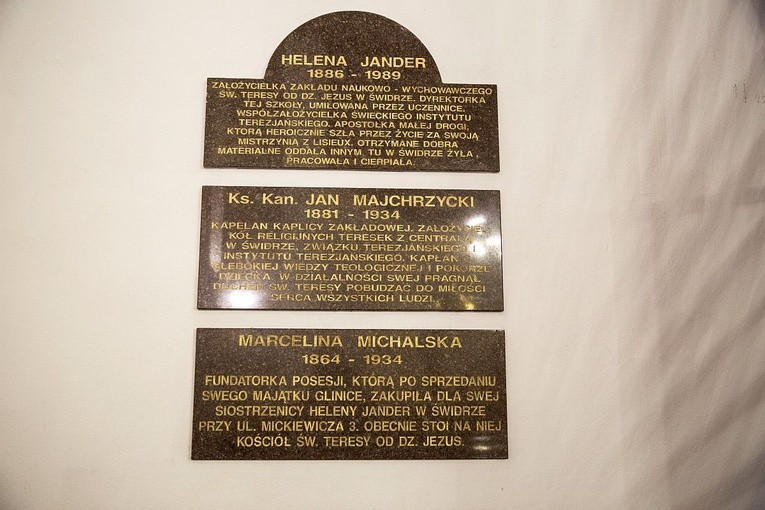 HELENA JANDER
1886 - 1989
ZAŁOŻYCIELKA ZAKŁADU NAUKOWO - WYCHOWAWCZEGO
ŚW. TERESY OD DZ. JEZUS W ŚWIDRZE. DYREKTORKA
TEJ SZKOŁY, UMIŁOWANA PRZEZ UCZENNICE.
WSPÓŁZAŁOŻYCIELKA ŚWIECKIEGO INSTYTUTU
TEREZJAŃSKIEGO. APOSTOŁKA MAŁEJ DROGI,
KTÓRĄ HEROICZNIE SZŁA PRZEZ ŻYCIE ZA SWOJĄ
MISTRZYNIĄ Z LISIEUX. OTRZYMANE DOBRA
MATERIALNE ODDAŁA INNYM. TU W ŚWIDRZE ŻYŁA,
PRACOWAŁA I CIERPIAŁA.
Ks. Kan. JAN MAJCHRZYCKI
1881 - 1934
KAPELAN KAPLICY ZAKŁADOWEJ, ZAŁOŻYCIEL
KÓŁ RELIGIJNYCH TERESEK Z CENTRALĄ
W ŚWIDRZE, ZWIĄZKU TEREZJAŃSKIEGO I
INSTYTUTU TEREZJAŃSKIEGO. KAPŁAN O
GŁĘBOKIEJ WIEDZY TEOLOGICZNEJ I POKORZE
DZIECKA. W DZIAŁALNOŚCI SWEJ PRAGNĄŁ
DUCHEM ŚW. TERESY POBUDZAĆ DO MIŁOŚCI
SERCA WSZYSTKICH LUDZI.
MARCELINA MICHALSKA
1864 - 1934
FUNDATORKA POSESJI, KTÓRĄ PO SPRZEDANIU
SWEGO MAJĄTKU GLINICE, ZAKUPIŁA DLA SWEJ
SIOSTRZENICY HELENY JANDER W ŚWIDRZE
PRZY UL. MICKIEWICZA 3. OBECNIE STOI NA NIEJ
KOŚCIÓŁ ŚW. TERESY OD DZ. JEZUS.